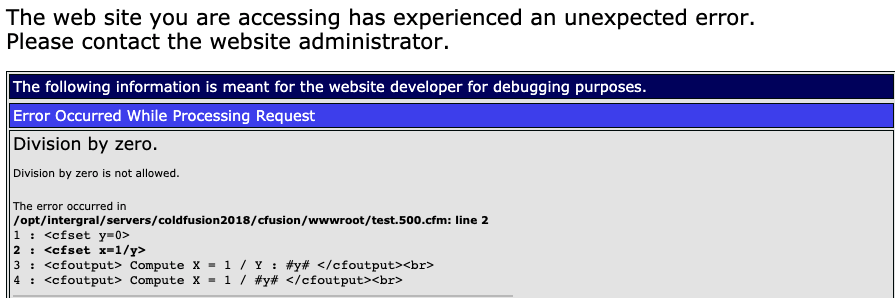 The web site you are accessing has experienced an unexpected error.
Please contact the website administrator.
The following information is meant for the website developer for debugging purposes.
Error Occurred While Processing Request
Division by zero.
Division by zero is not allowed.
The error occurred in
/opt/intergral/servers/coldfusion2018/cfusion/wwwroot/test.500.cfm: line 2
1 : <cfset y=0>
2 : <cfset x=1/y>
3 : <cfoutput> Compute X = 1 / Y : #y# </cfoutput><br>
4 : <cfoutput> Compute X = 1 / #y# </cfoutput><br>